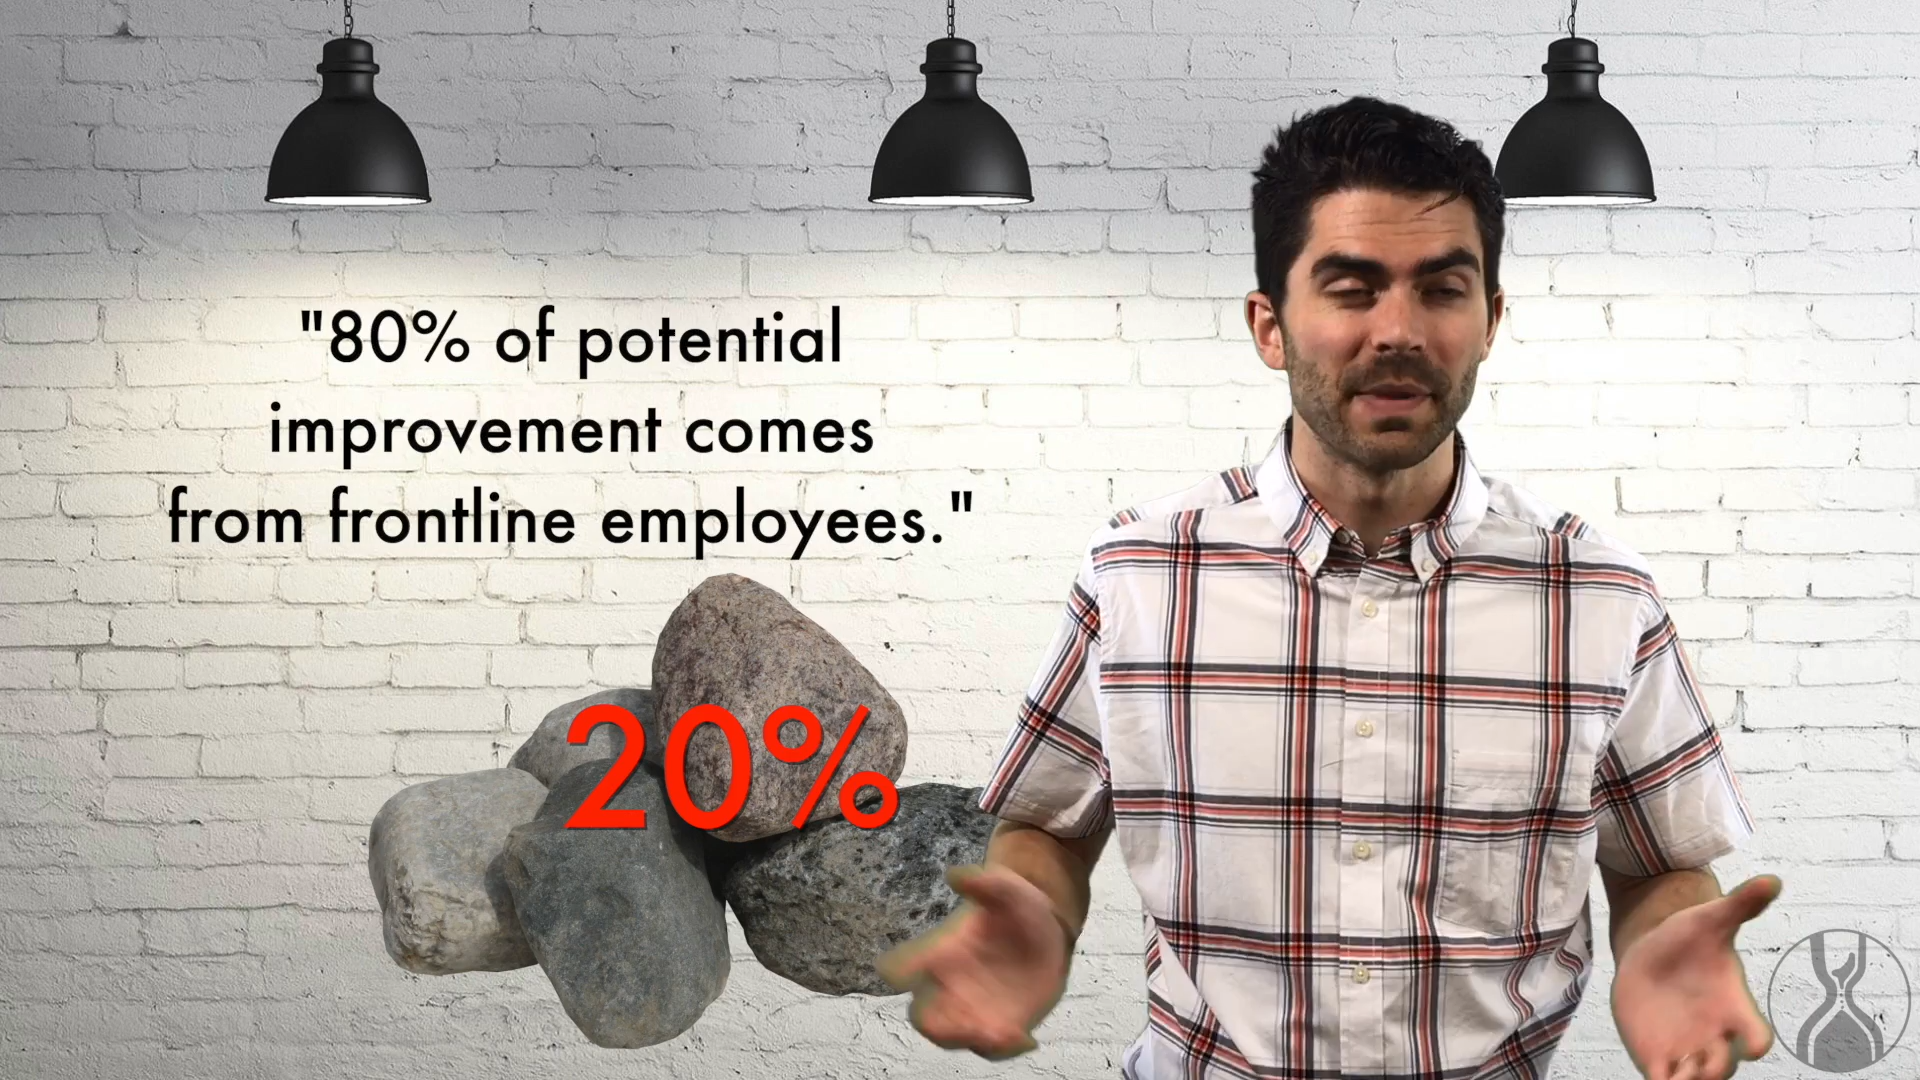 "80% of potential
improvement comes
from frontline employees."
20%